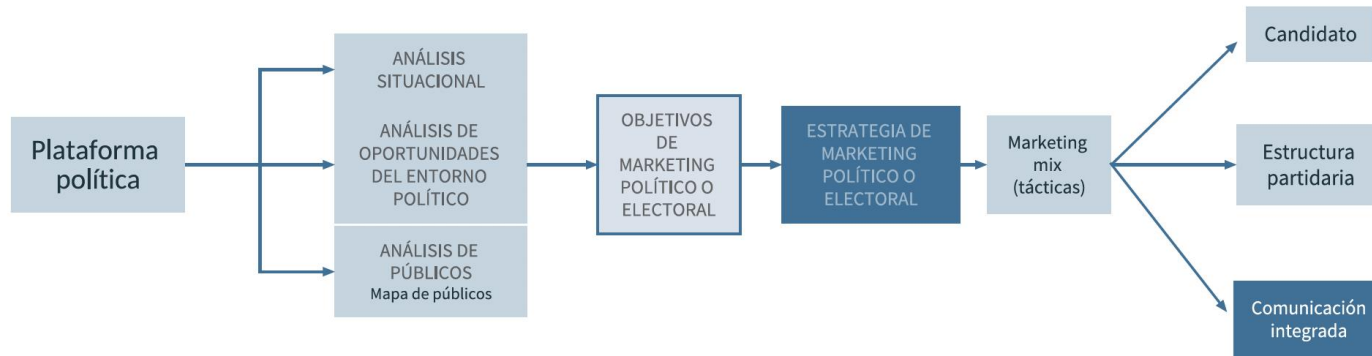 Plataforma
política
ANÁLISIS
SITUACIONAL
ANÁLISIS DE
OPORTUNIDADES
DEL ENTORNO
POLÍTICO
ANÁLISIS DE
PÚBLICOS
Mapa de públicos
OBJETIVOS
DE
MARKETING
POLÍTICO O
ELECTORAL
ESTRATEGIA DE
MARKETING
POLÍTICO O
ELECTORAL
Marketing
mix
(tácticas)
Candidato
Estructura
partidaria
Comunicación
integrada